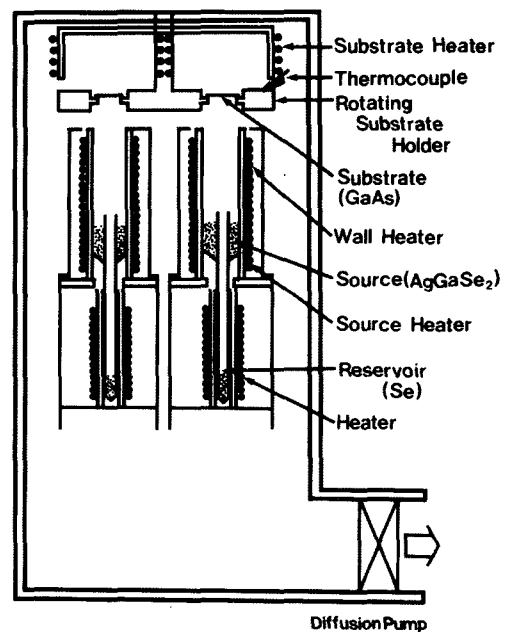 Substrate Heater
Thermocouple
Rotating
Substrate
Holder
Substrate
(GaAs)
Wall Heater
Source(AgGaSe₂)
Source Heater
Reservoir
(Se)
Heater
Diffusion Pump